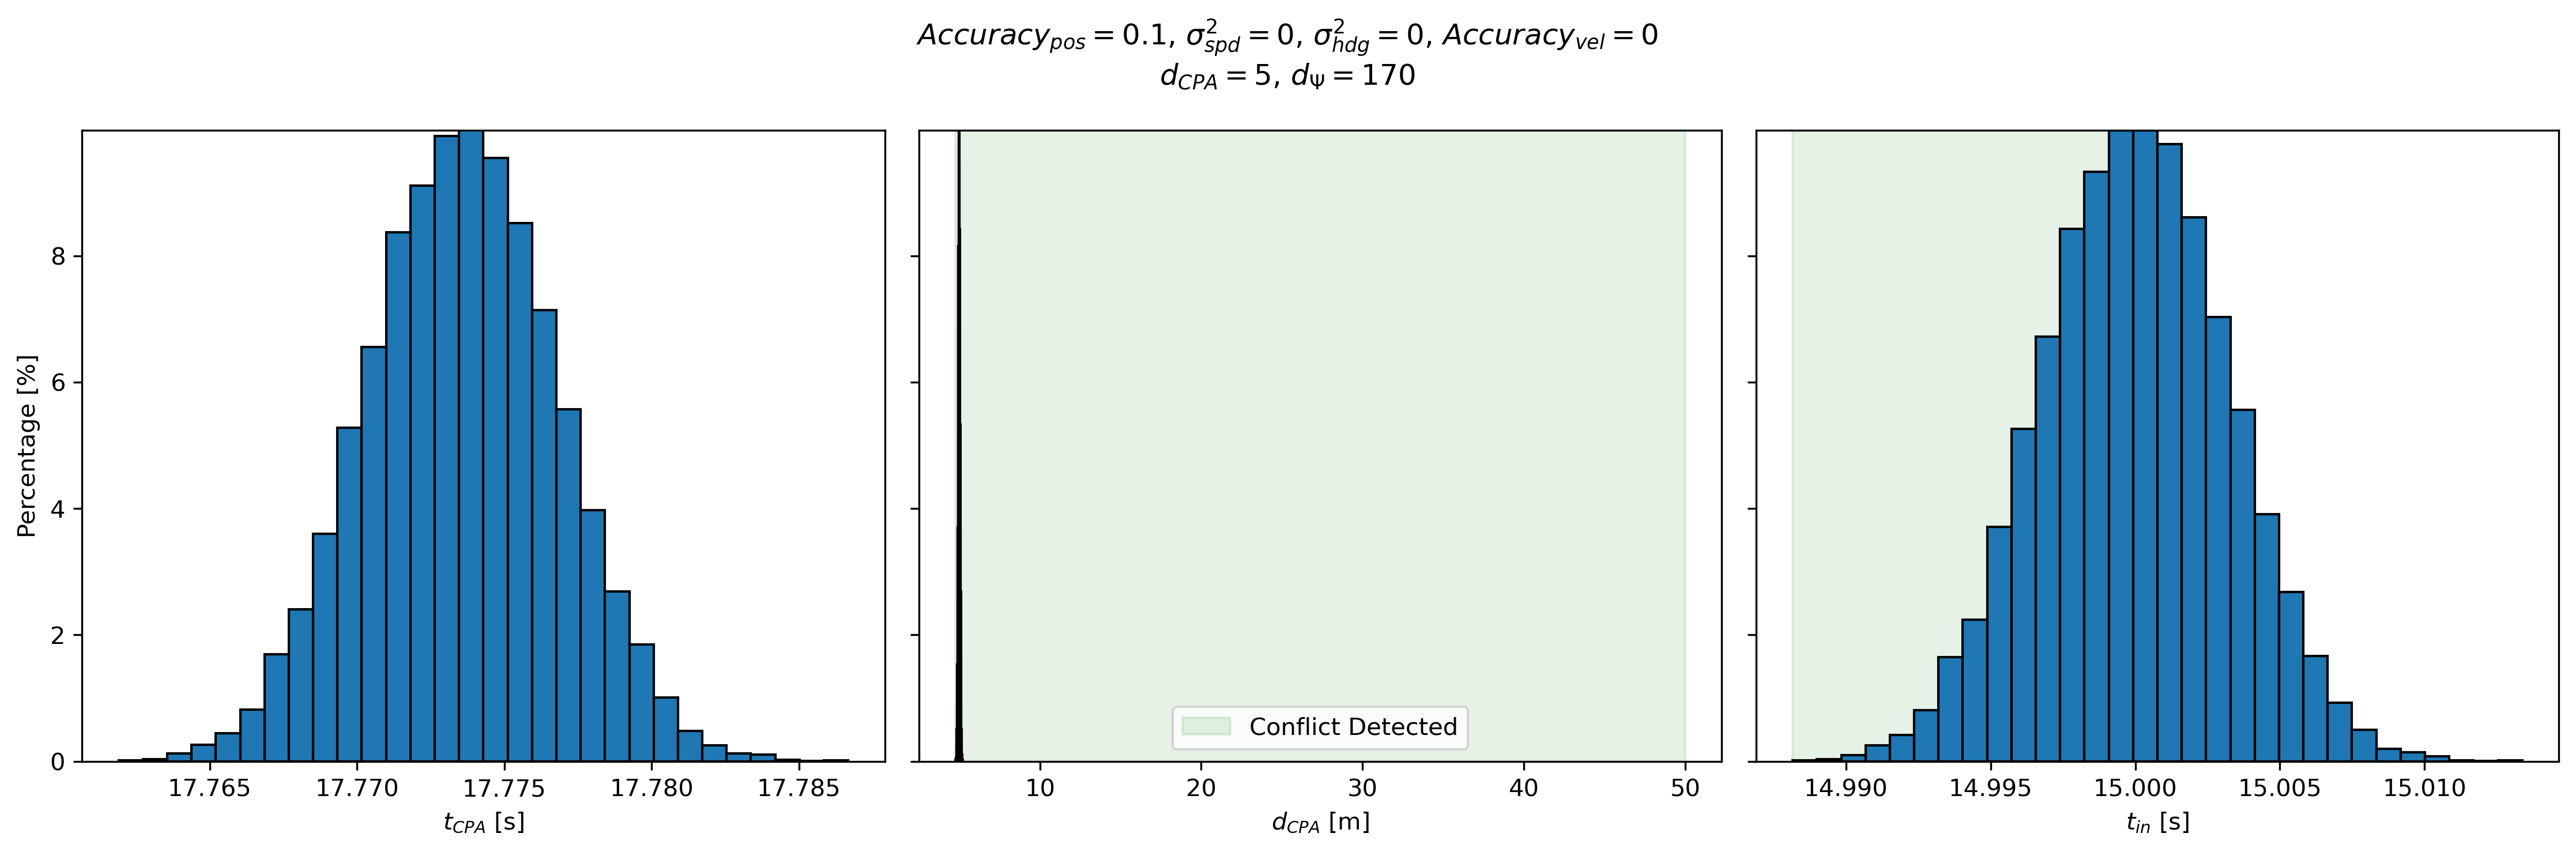 Accuracy_pos = 0.1, σ²_spd = 0, σ²_hdg = 0, Accuracy_vel = 0
d_CPA = 5, d_ψ = 170
Percentage [%]
8
6
4
2
0
17.765 17.770 17.775 17.780 17.785
t_CPA [s]
Conflict Detected
10 20 30 40 50
d_CPA [m]
14.990 14.995 15.000 15.005 15.010
t_in [s]